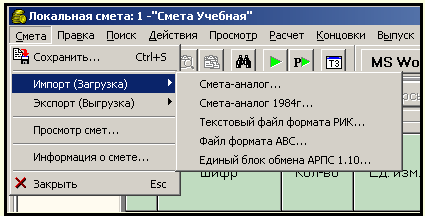 Локальная смета: 1 -"Смета Учебная"
Смета Правка Поиск Действия Просмотр Расчет Концовки Выпуск
Сохранить... Ctrl+S
Импорт (Загрузка)
Экспорт (Выгрузка)
Просмотр смет...
Информация о смете...
Закрыть Esc
P TЗ MS Wo
Смета-аналог...
Смета-аналог 1984г...
Текстовый файл формата РИК...
Файл формата АВС...
Единый блок обмена АРПС 1.10...
шифр Кол-во Ед. изм.